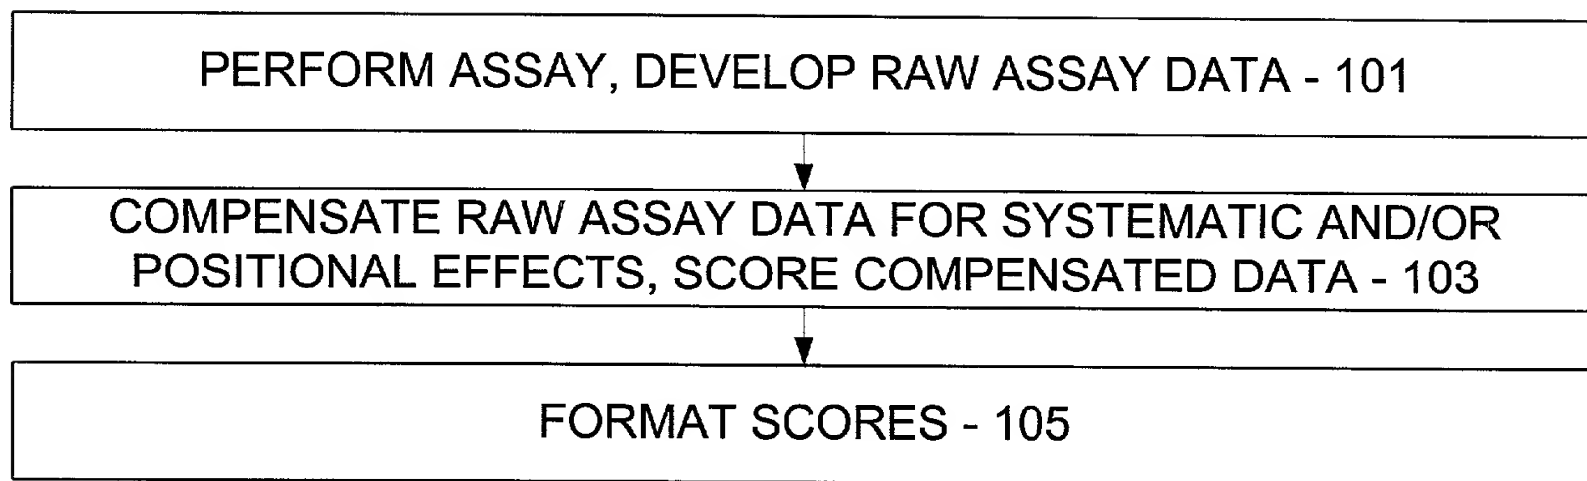 PERFORM ASSAY, DEVELOP RAW ASSAY DATA - 101
COMPENSATE RAW ASSAY DATA FOR SYSTEMATIC AND/OR
POSITIONAL EFFECTS, SCORE COMPENSATED DATA - 103
FORMAT SCORES - 105